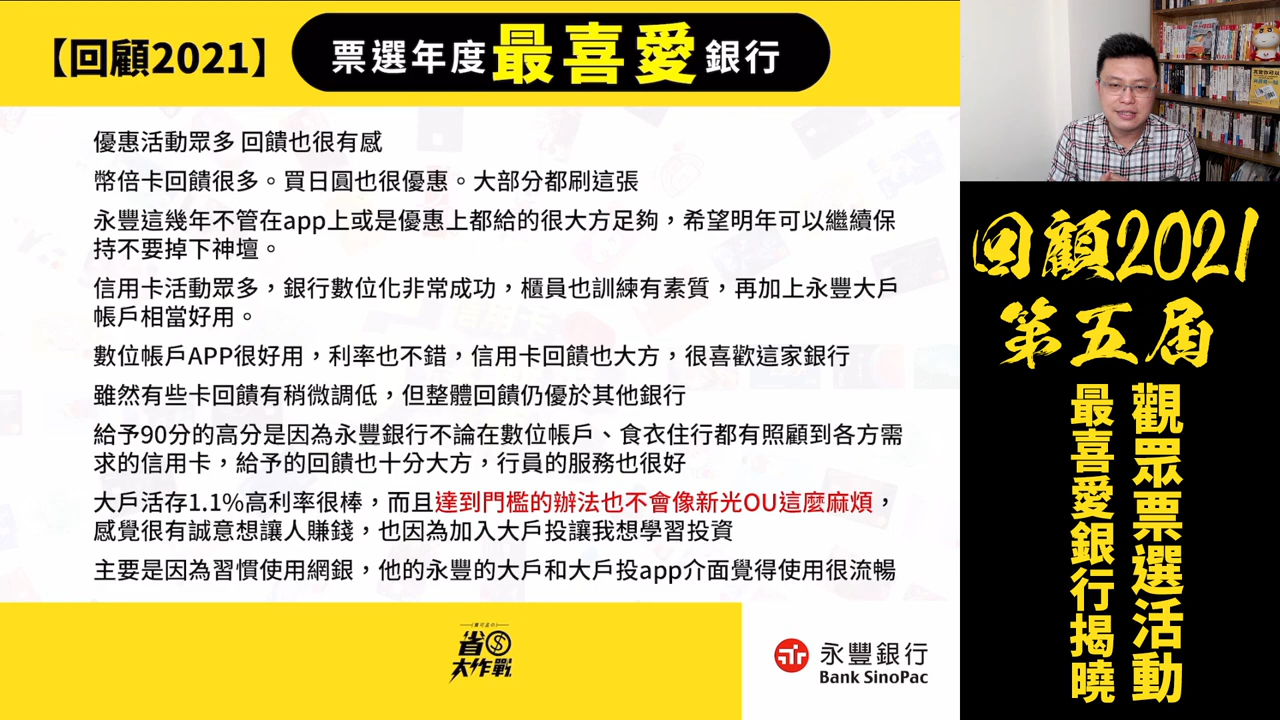 【回顧2021】
票選年度最喜愛銀行
優惠活動眾多 回饋也很有感
幣倍卡回饋很多。買日圓也很優惠。大部分都刷這張
永豐這幾年不管在app上或是優惠上都給的很大方足夠，希望明年可以繼續保
持不要掉下神壇。
信用卡活動眾多，銀行數位化非常成功，櫃員也訓練有素質，再加上永豐大戶
帳戶相當好用。
數位帳戶APP很好用，利率也不錯，信用卡回饋也大方，很喜歡這家銀行
雖然有些卡回饋有稍微調低，但整體回饋仍優於其他銀行
給予90分的高分是因為永豐銀行不論在數位帳戶、食衣住行都有照顧到各方需
求的信用卡，給予的回饋也十分大方，行員的服務也很好
大戶活存1.1%高利率很棒，而且達到門檻的辦法也不會像新光OU這麼麻煩，
感覺很有誠意想讓人賺錢，也因為加入大戶投讓我想學習投資
主要是因為習慣使用網銀，他的永豐的大戶和大戶投app介面覺得使用很流暢
省
大作戰
永豐銀行
Bank SinoPac
回顧2021
第五屆
觀眾票選活動
最喜愛銀行揭曉